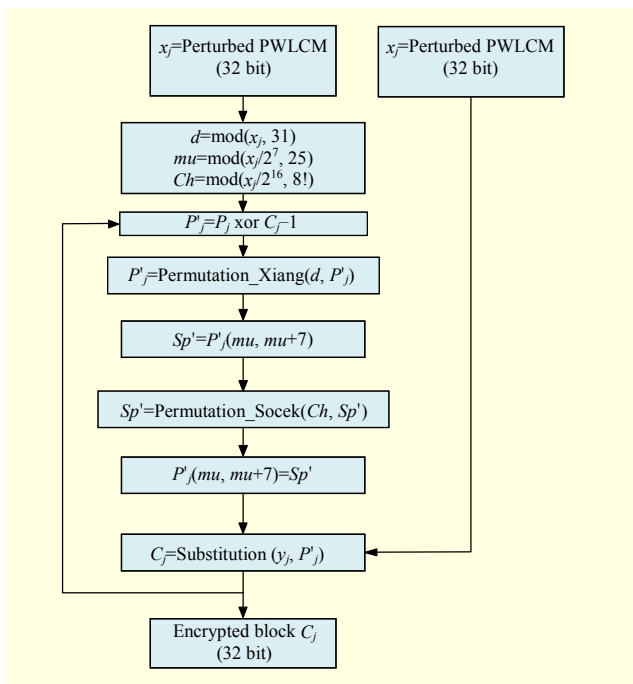 xj=Perturbed PWLCM
(32 bit)
xj=Perturbed PWLCM
(32 bit)
d=mod(xj, 31)
mu=mod(xj/2^7, 25)
Ch=mod(xj/2^16, 8!)
P'j=Pj xor Cj–1
P'j=Permutation_Xiang(d, P'j)
Sp'=P'j(mu, mu+7)
Sp'=Permutation_Socek(Ch, Sp')
P'j(mu, mu+7)=Sp'
Cj=Substitution (yj, P'j)
Encrypted block Cj
(32 bit)